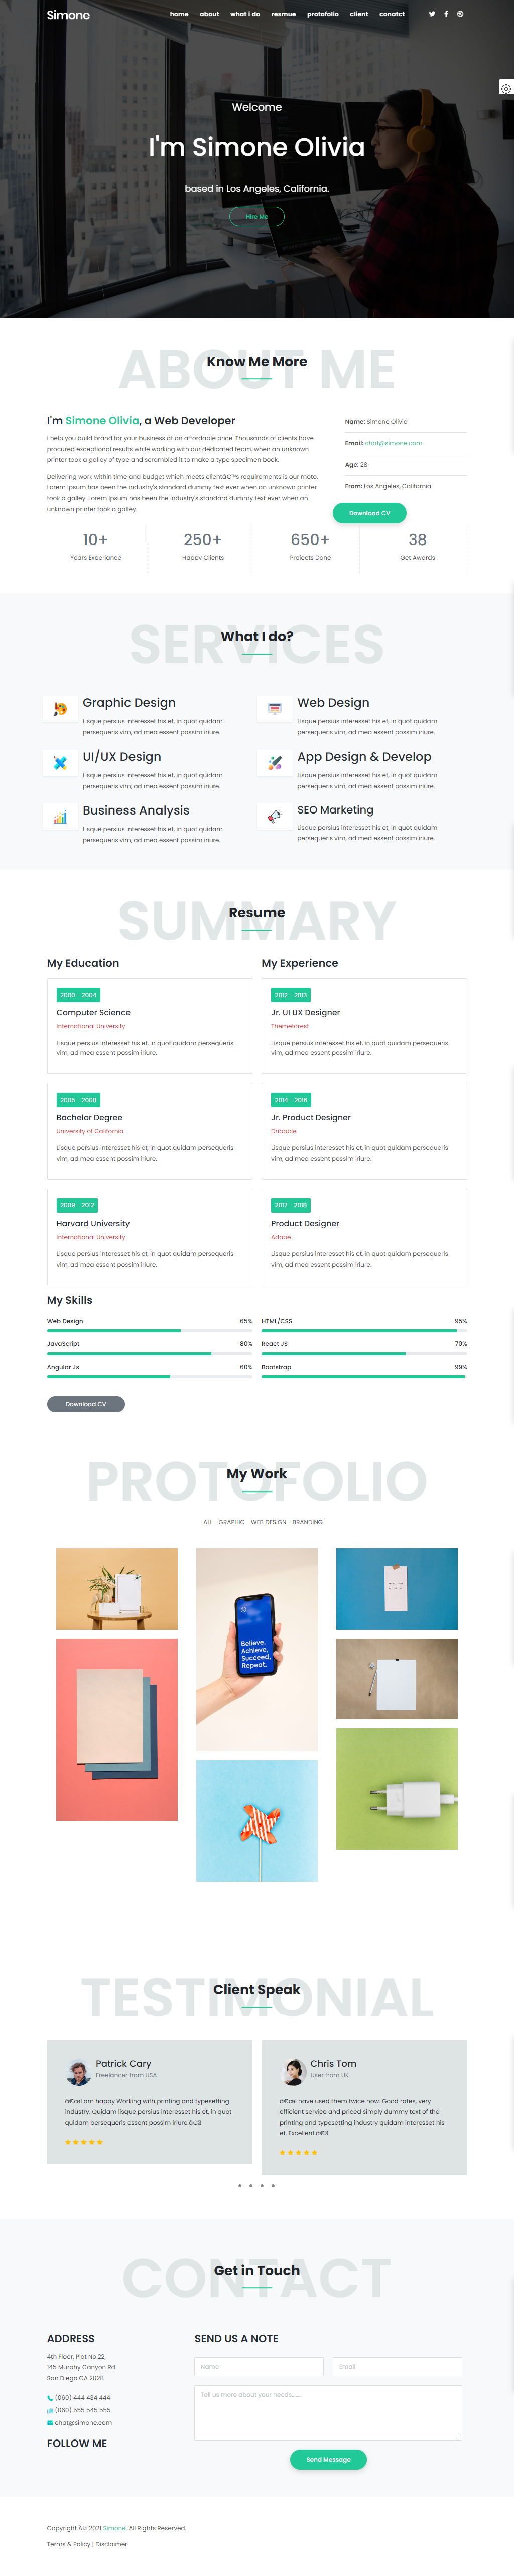 Simone
home about what i do resmue protofolio client conatct
Welcome
I'm Simone Olivia
based in Los Angeles, California.
Hire Me
ABOUT ME
Know Me More
I'm Simone Olivia, a Web Developer
I help you build brand for your business at an affordable price. Thousands of clients have
procured exceptional results while working with our dedicated team. when an unknown
printer took a galley of type and scrambled it to make a type specimen book.
Delivering work within time and budget which meets clientâ€™s requirements is our moto.
Lorem Ipsum has been the industry's standard dummy text ever when an unknown printer
took a galley. Lorem Ipsum has been the industry's standard dummy text ever when an
unknown printer took a galley.
Name: Simone Olivia
Email: chat@simone.com
Age: 28
From: Los Angeles, California
Download CV
10+ 250+ 650+ 38
Years Experiance Happy Clients Projects Done Get Awards
SERVICES
What I do?
Graphic Design
Lisque persius interesset his et, in quot quidam
persequeris vim, ad mea essent possim iriure.
Web Design
Lisque persius interesset his et, in quot quidam
persequeris vim, ad mea essent possim iriure.
UI/UX Design
Lisque persius interesset his et, in quot quidam
persequeris vim, ad mea essent possim iriure.
App Design & Develop
Lisque persius interesset his et, in quot quidam
persequeris vim, ad mea essent possim iriure.
Business Analysis
Lisque persius interesset his et, in quot quidam
persequeris vim, ad mea essent possim iriure.
SEO Marketing
Lisque persius interesset his et, in quot quidam
persequeris vim, ad mea essent possim iriure.
SUMMARY
Resume
My Education
2000 - 2004
Computer Science
International University
Lisque persius interesset his et, in quot quidam persequeris
vim, ad mea essent possim iriure.
2005 - 2008
Bachelor Degree
University of California
Lisque persius interesset his et, in quot quidam persequeris
vim, ad mea essent possim iriure.
2009 - 2012
Harvard University
International University
Lisque persius interesset his et, in quot quidam persequeris
vim, ad mea essent possim iriure.
My Experience
2012 - 2013
Jr. UI UX Designer
Themeforest
Lisque persius interesset his et, in quot quidam persequeris
vim, ad mea essent possim iriure.
2014 - 2016
Jr. Product Designer
Dribbble
Lisque persius interesset his et, in quot quidam persequeris
vim, ad mea essent possim iriure.
2017 - 2018
Product Designer
Adobe
Lisque persius interesset his et, in quot quidam persequeris
vim, ad mea essent possim iriure.
My Skills
Web Design 65%
HTML/CSS 95%
JavaScript 80%
React JS 70%
Angular Js 60%
Bootstrap 99%
Download CV
PROTOFOLIO
My Work
ALL GRAPHIC WEB DESIGN BRANDING
Believe,
Achieve,
Succeed,
Repeat.
TESTIMONIAL
Client Speak
Patrick Cary
Freelancer from USA
â€œI am happy Working with printing and typesetting
industry. Quidam lisque persius interesset his et, in quot
quidam persequeris essent possim iriure.â€
Chris Tom
User from UK
â€œI have used them twice now. Good rates, very
efficient service and priced simply dummy text of the
printing and typesetting industry quidam interesset his
et. Excellent.â€
CONTACT
Get in Touch
ADDRESS
4th Floor, Plot No.22,
145 Murphy Canyon Rd.
San Diego CA 2028
(060) 444 434 444
(060) 555 545 555
chat@simone.com
FOLLOW ME
SEND US A NOTE
Name
Email
Tell us more about your needs........
Send Message
Copyright Â© 2021 Simone. All Rights Reserved.
Terms & Policy | Disclaimer